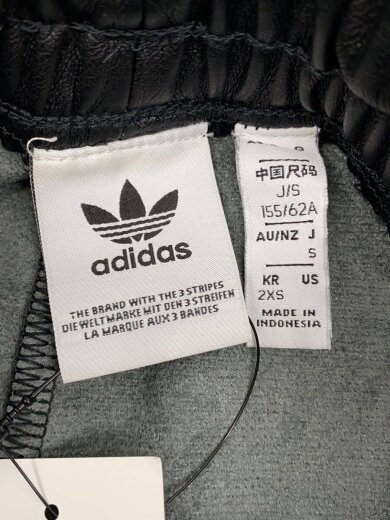 adidas
THE BRAND WITH THE 3 STRIPES
DIE WELTMARKE MIT DEN 3 STREIFEN
LA MARQUE AUX 3 BANDES
中国尺码
J/S
155/62A
AU/NZ J
S
KR US
2XS
MADE IN
INDONESIA